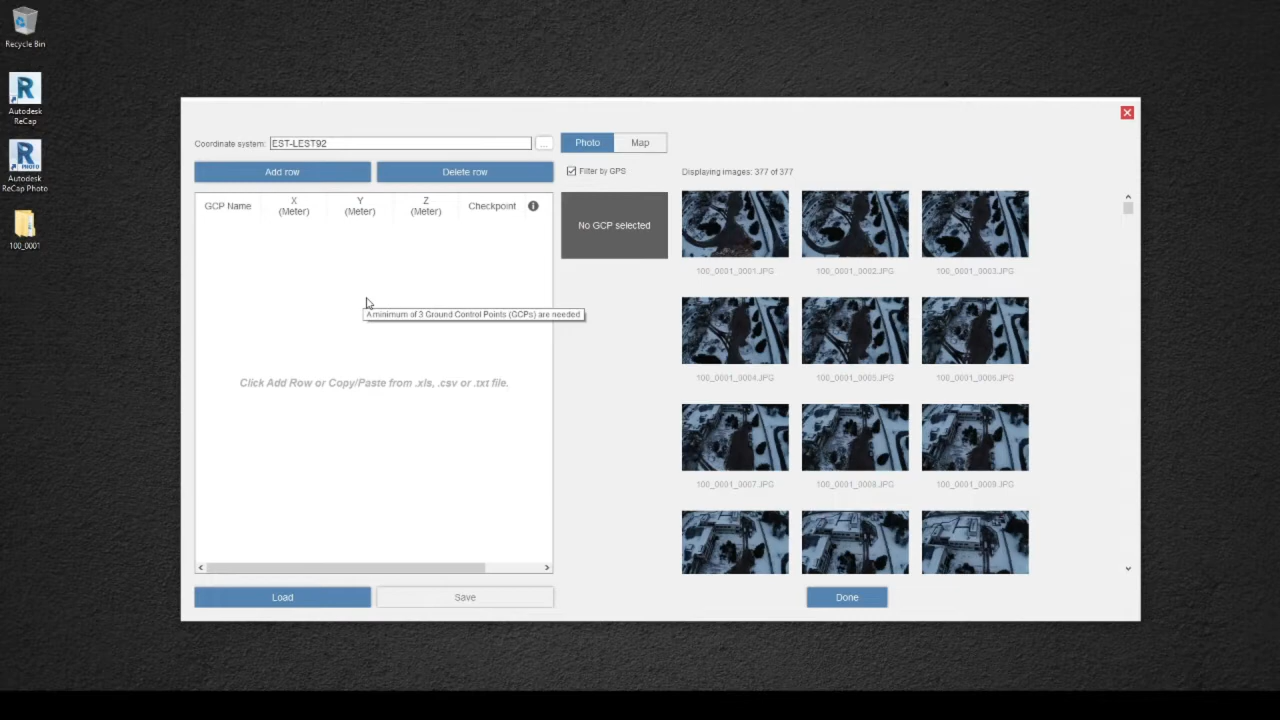 Recycle Bin
Autodesk
ReCap
Autodesk
ReCap Photo
100_0001
Coordinate system:
EST-LEST92
...
Photo
Map
Add row
Delete row
Filter by GPS
Displaying images: 377 of 377
GCP Name
X
(Meter)
Y
(Meter)
Z
(Meter)
Checkpoint
No GCP selected
A minimum of 3 Ground Control Points (GCPs) are needed
Click Add Row or Copy/Paste from .xls, .csv or .txt file.
100_0001_0001.JPG
100_0001_0002.JPG
100_0001_0003.JPG
100_0001_0004.JPG
100_0001_0005.JPG
100_0001_0006.JPG
100_0001_0007.JPG
100_0001_0008.JPG
100_0001_0009.JPG
Load
Save
Done